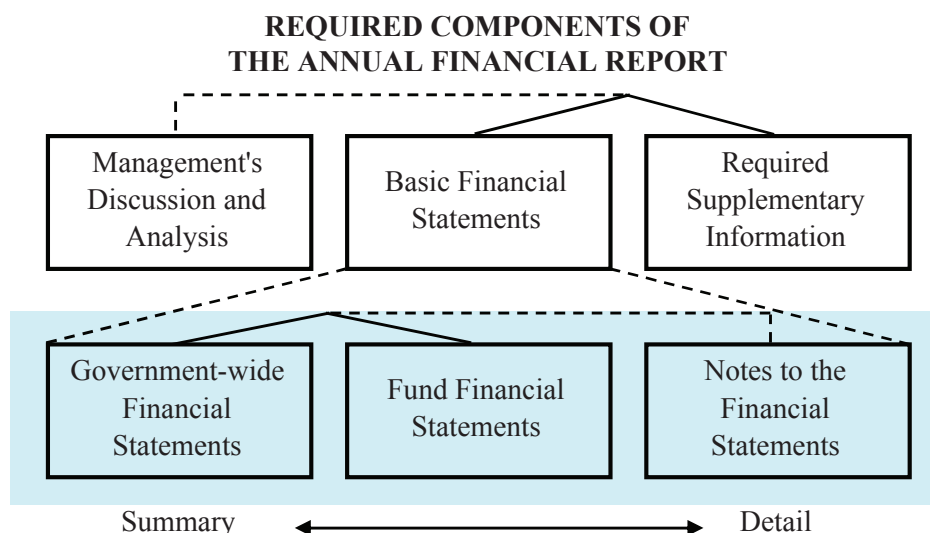 REQUIRED COMPONENTS OF
THE ANNUAL FINANCIAL REPORT
Management's
Discussion and
Analysis
Basic Financial
Statements
Required
Supplementary
Information
Government-wide
Financial
Statements
Fund Financial
Statements
Notes to the
Financial
Statements
Summary
Detail